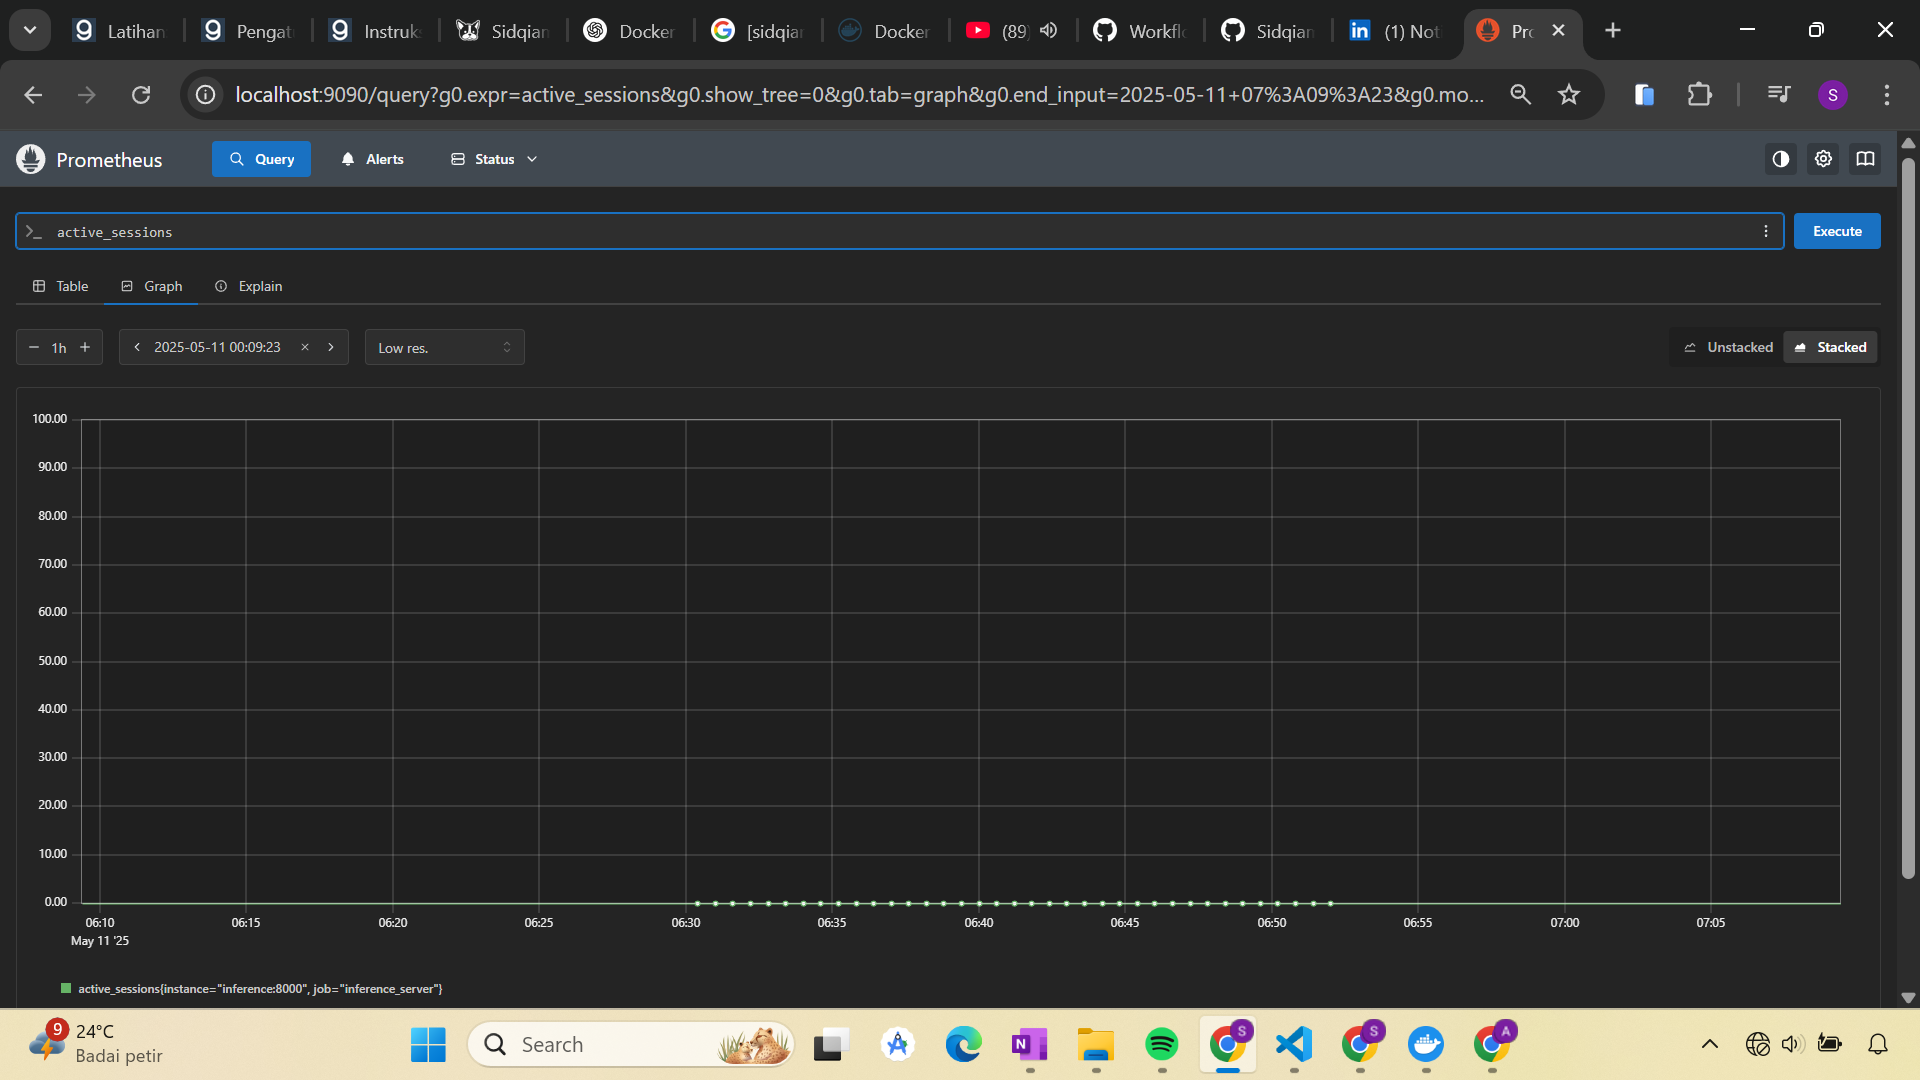 Latihan
Pengat
Instruks
Sidqian
Docker
[sidqian
Docker
(89)
Workflo
Sidqian
(1) Not
Pro
localhost:9090/query?g0.expr=active_sessions&g0.show_tree=0&g0.tab=graph&g0.end_input=2025-05-11+07%3A09%3A23&g0.mo...
S
Prometheus
Query
Alerts
Status
>_ active_sessions
Execute
Table
Graph
Explain
1h
2025-05-11 00:09:23
Low res.
Unstacked
Stacked
100.00
90.00
80.00
70.00
60.00
50.00
40.00
30.00
20.00
10.00
0.00
06:10
06:15
06:20
06:25
06:30
06:35
06:40
06:45
06:50
06:55
07:00
07:05
May 11 '25
active_sessions{instance="inference:8000", job="inference_server"}
9
24°C
Badai petir
Search
N
S
S
A